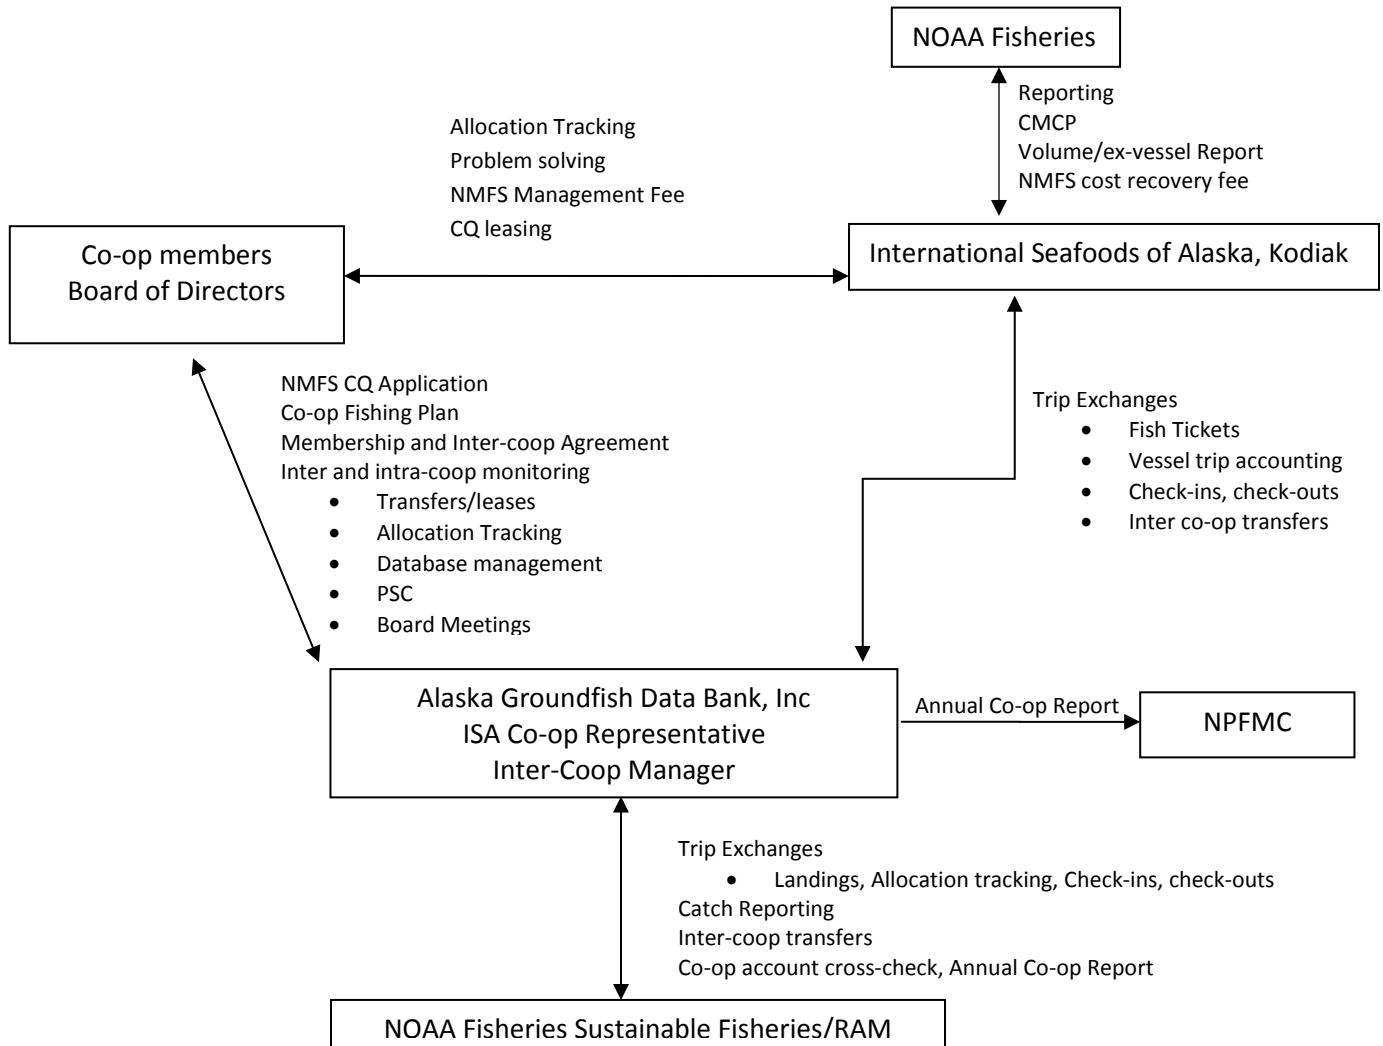 NOAA Fisheries
Reporting
CMCP
Volume/ex-vessel Report
NMFS cost recovery fee
Allocation Tracking
Problem solving
NMFS Management Fee
CQ leasing
Co-op members
Board of Directors
International Seafoods of Alaska, Kodiak
NMFS CQ Application
Co-op Fishing Plan
Membership and Inter-coop Agreement
Inter and intra-coop monitoring
• Transfers/leases
• Allocation Tracking
• Database management
• PSC
• Board Meetings
Trip Exchanges
• Fish Tickets
• Vessel trip accounting
• Check-ins, check-outs
• Inter co-op transfers
Alaska Groundfish Data Bank, Inc
ISA Co-op Representative
Inter-Coop Manager
Annual Co-op Report
NPFMC
Trip Exchanges
• Landings, Allocation tracking, Check-ins, check-outs
Catch Reporting
Inter-coop transfers
Co-op account cross-check, Annual Co-op Report
NOAA Fisheries Sustainable Fisheries/RAM